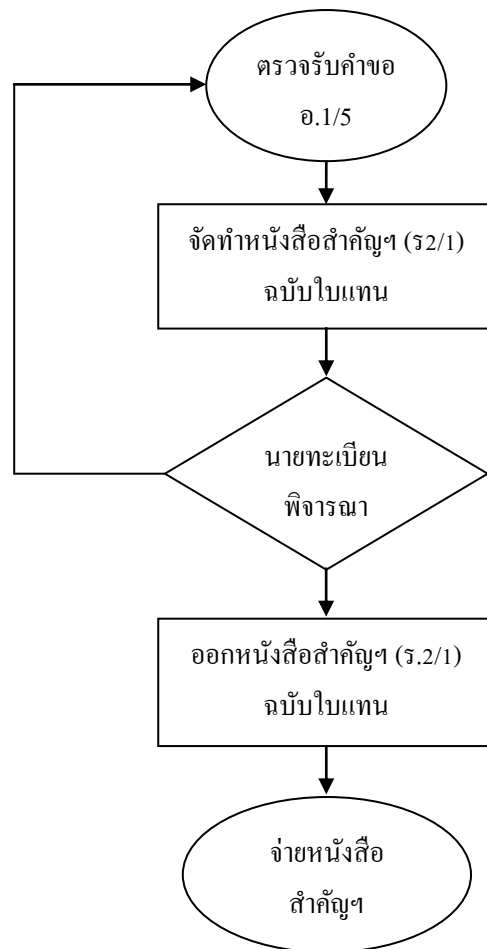 ตรวจรับคำขอ
อ.1/5
จัดทำหนังสือสำคัญฯ (ร2/1)
ฉบับใบแทน
นายทะเบียน
พิจารณา
ออกหนังสือสำคัญฯ (ร.2/1)
ฉบับใบแทน
จ่ายหนังสือ
สำคัญฯ